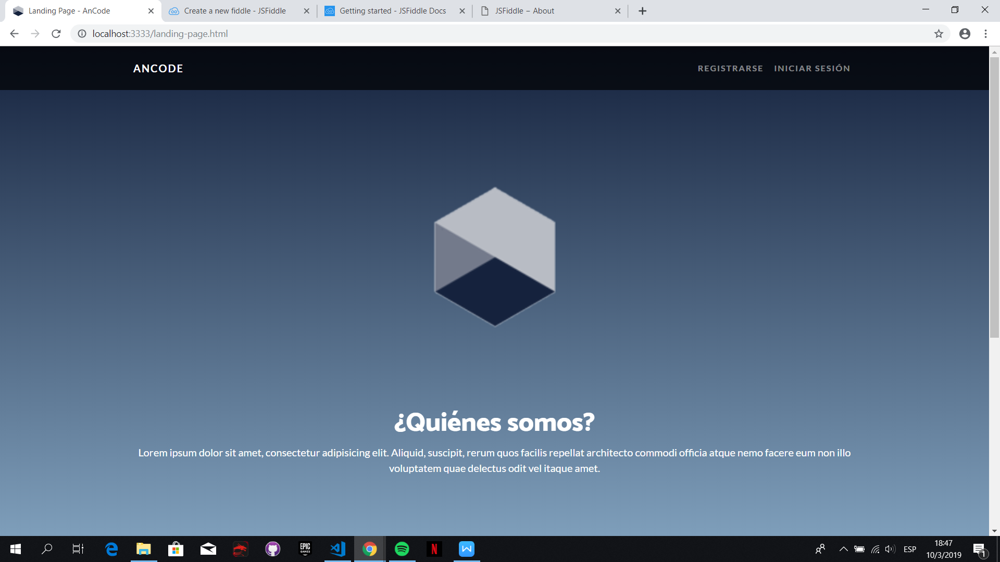 Landing Page - AnCode
Create a new fiddle - JSFiddle
Getting started - JSFiddle Docs
JSFiddle – About
localhost:3333/landing-page.html
ANCODE
REGISTRARSE
INICIAR SESIÓN
¿Quiénes somos?
Lorem ipsum dolor sit amet, consectetur adipisicing elit. Aliquid, suscipit, rerum quos facilis repellat architecto commodi officia atque nemo facere eum non illo
voluptatem quae delectus odit vel itaque amet.
EPIC
GAMES
N
W
ESP
18:47
10/3/2019
1